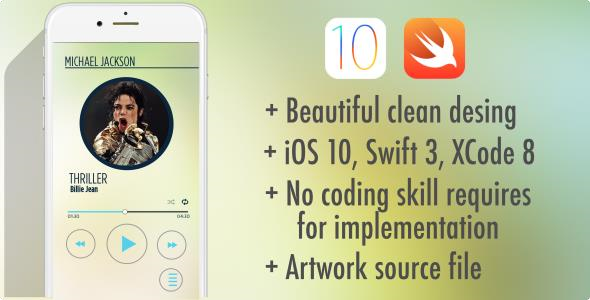 MICHAEL JACKSON
THRILLER
Billie Jean
01:30
04:30
10
+ Beautiful clean desing
+ iOS 10, Swift 3, XCode 8
+ No coding skill requires
for implementation
+ Artwork source file